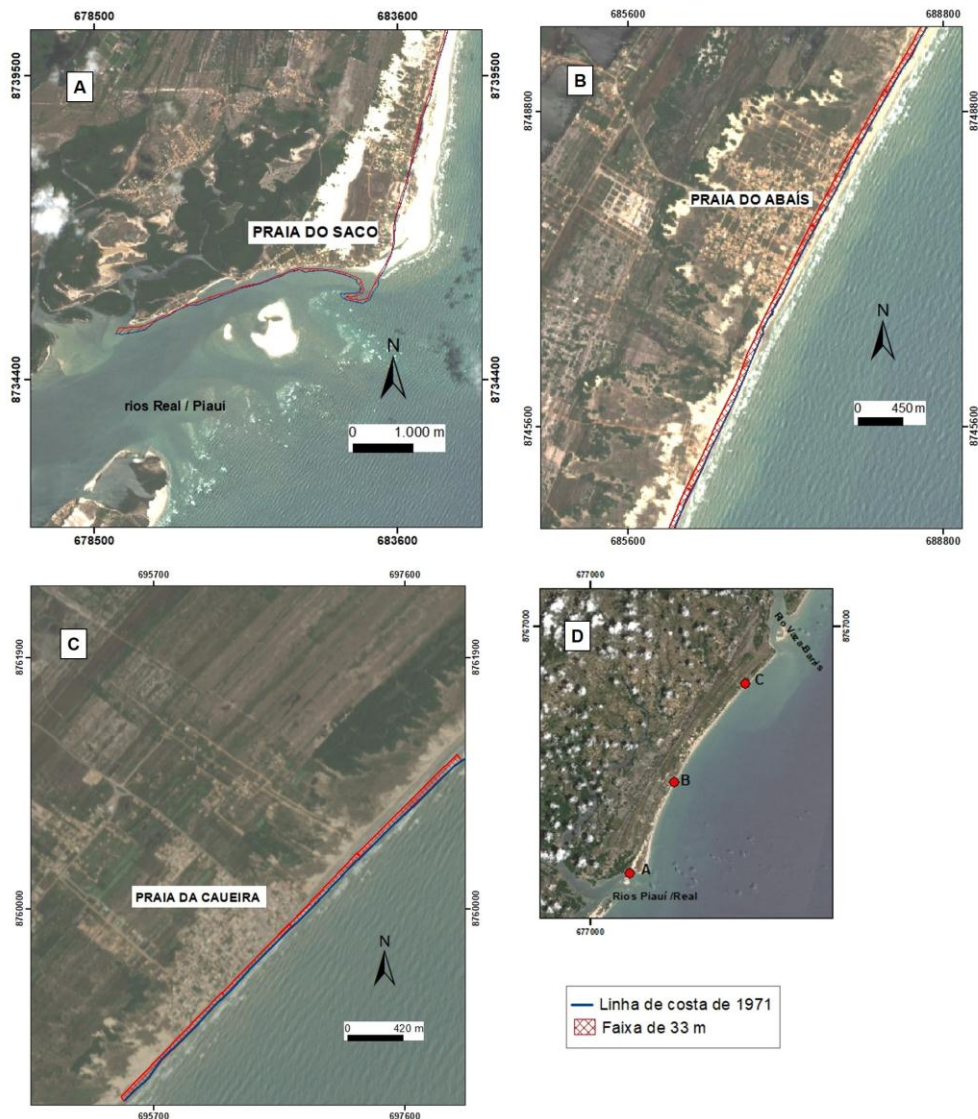 678500
683600
8739500
8739500
A
PRAIA DO SACO
8734400
8734400
N
rios Real / Piauí
0 1.000 m
678500
683600
685600
688800
B
8748800
8748800
PRAIA DO ABAÍS
N
0 450 m
8745600
8745600
685600
688800
695700
697600
C
8761900
8761900
PRAIA DA CAUEIRA
8760000
8760000
N
0 420 m
695700
697600
677000
D
8767000
8767000
Rio Vaza-Barris
C
B
A
Rios Piauí /Real
677000
Linha de costa de 1971
Faixa de 33 m